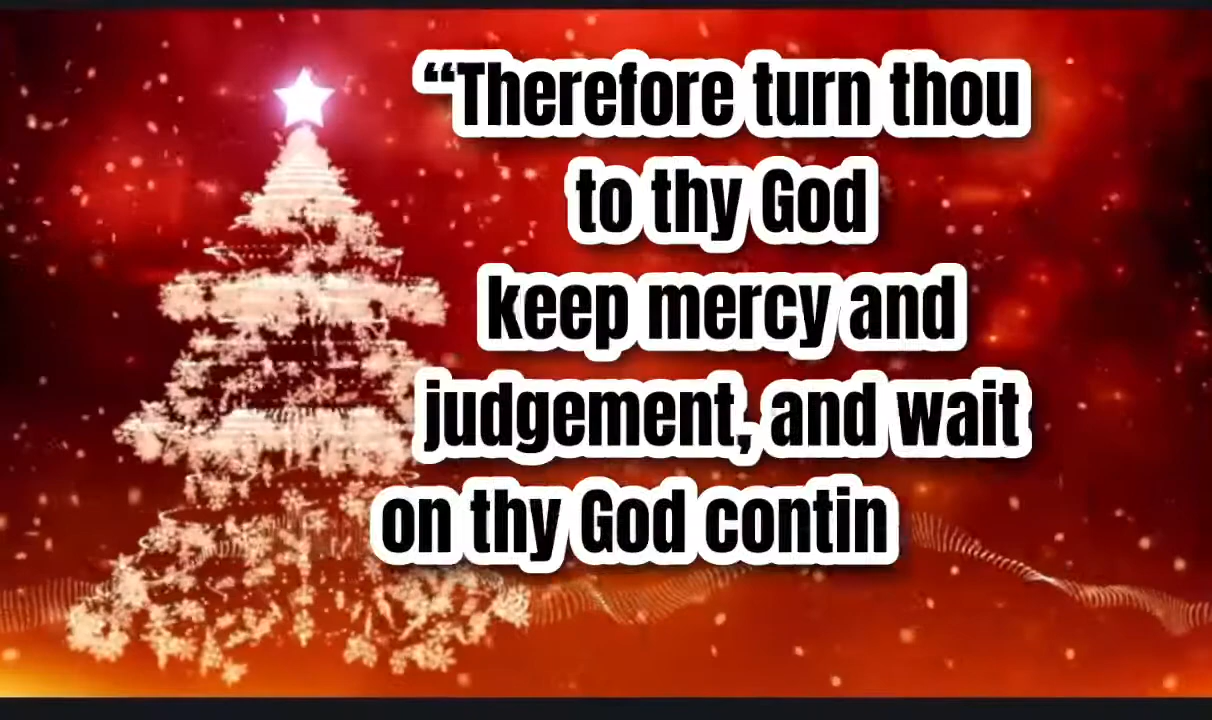 “Therefore turn thou
to thy God
keep mercy and
judgement, and wait
on thy God contin